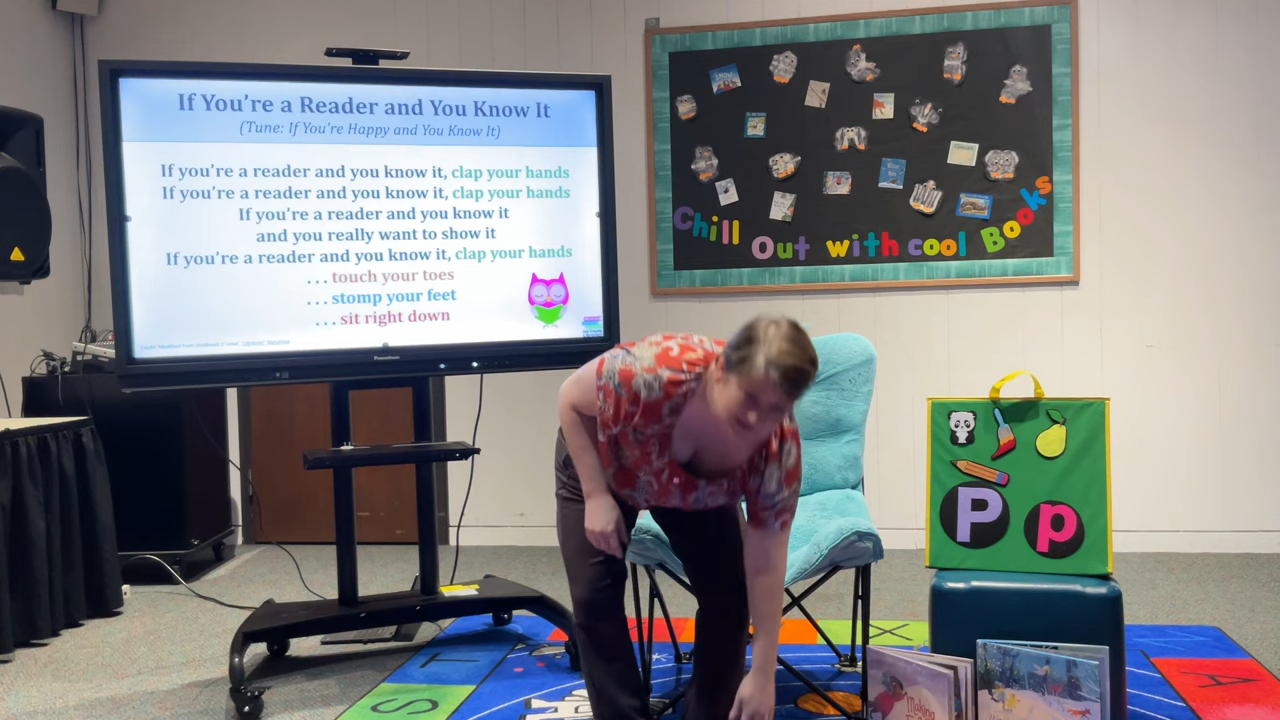 If You're a Reader and You Know It
(Tune: If You're Happy and You Know It)
If you're a reader and you know it, clap your hands
If you're a reader and you know it, clap your hands
If you're a reader and you know it
and you really want to show it
If you're a reader and you know it, clap your hands
. . . touch your toes
. . . stomp your feet
. . . sit right down
Promethean
Chill Out with cool Books
SNOW
P p
Making
T
S
X
A